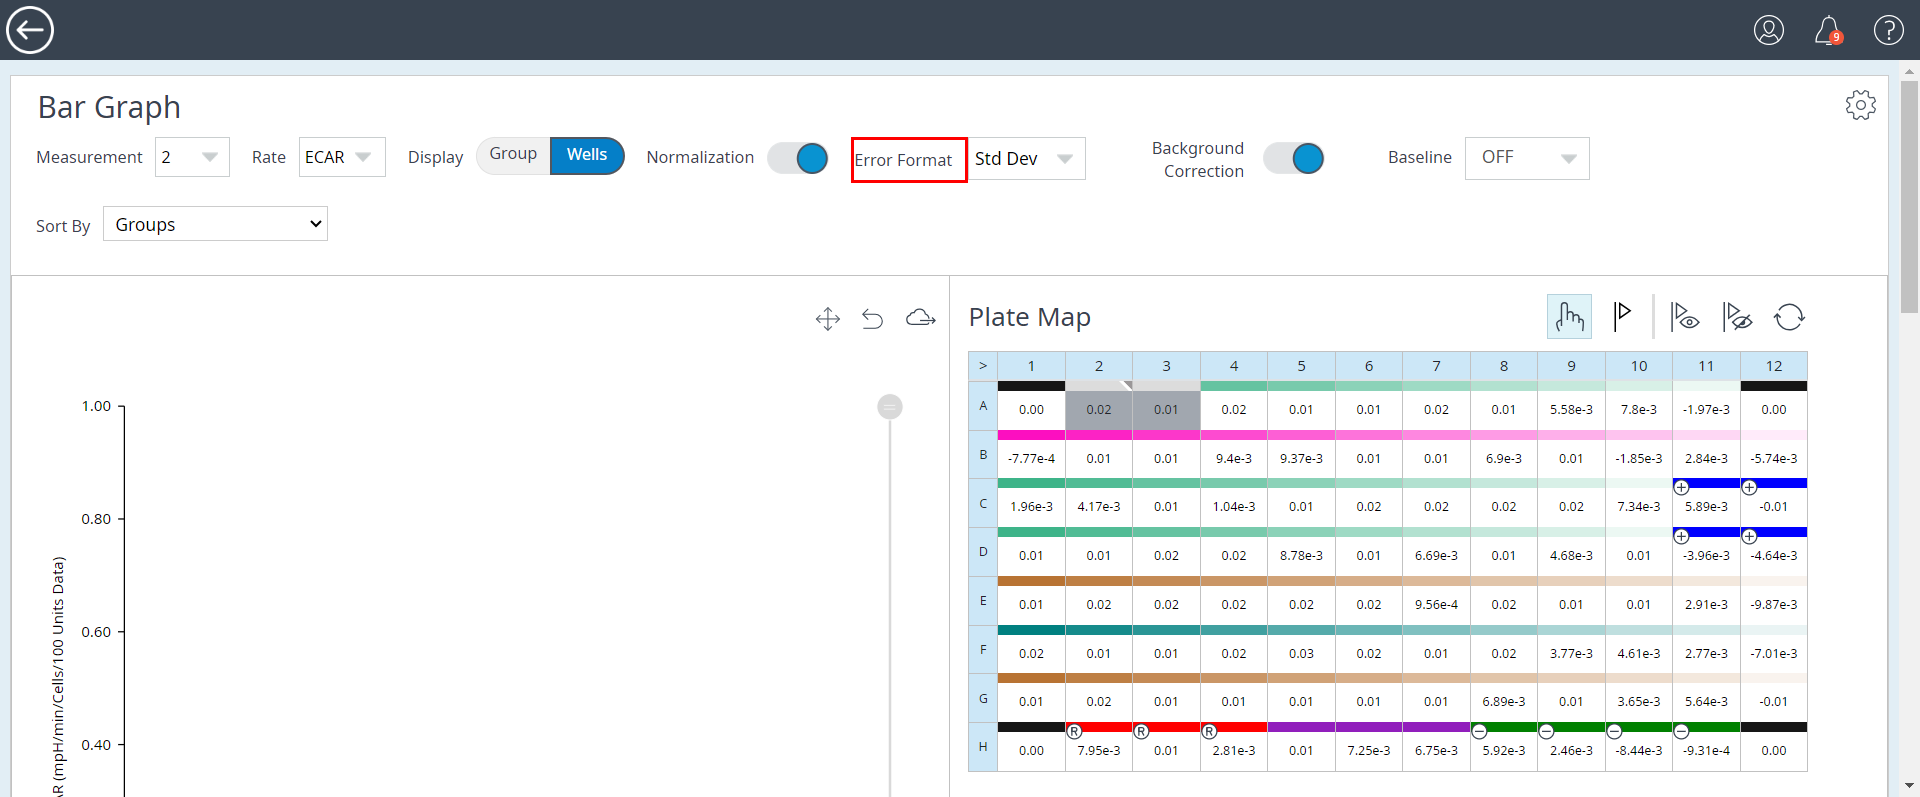 9
?
Bar Graph
Measurement 2 Rate ECAR Display Group Wells Normalization Error Format Std Dev Background Correction Baseline OFF
Sort By Groups
Plate Map
> 1 2 3 4 5 6 7 8 9 10 11 12
A 0.00 0.02 0.01 0.02 0.01 0.01 0.02 0.01 5.58e-3 7.8e-3 -1.97e-3 0.00
B -7.77e-4 0.01 0.01 9.4e-3 9.37e-3 0.01 0.01 6.9e-3 0.01 -1.85e-3 2.84e-3 -5.74e-3
+ +
C 1.96e-3 4.17e-3 0.01 1.04e-3 0.01 0.02 0.02 0.02 0.02 7.34e-3 5.89e-3 -0.01
+ +
D 0.01 0.01 0.02 0.02 8.78e-3 0.01 6.69e-3 0.01 4.68e-3 0.01 -3.96e-3 -4.64e-3
E 0.01 0.02 0.02 0.02 0.02 0.02 9.56e-4 0.02 0.01 0.01 2.91e-3 -9.87e-3
F 0.02 0.01 0.01 0.02 0.03 0.02 0.01 0.02 3.77e-3 4.61e-3 2.77e-3 -7.01e-3
G 0.01 0.02 0.01 0.01 0.01 0.01 0.01 6.89e-3 0.01 3.65e-3 5.64e-3 -0.01
R R R − − − −
H 0.00 7.95e-3 0.01 2.81e-3 0.01 7.25e-3 6.75e-3 5.92e-3 2.46e-3 -8.44e-3 -9.31e-4 0.00
1.00
0.80
0.60
0.40
AR (mpH/min/Cells/100 Units Data)